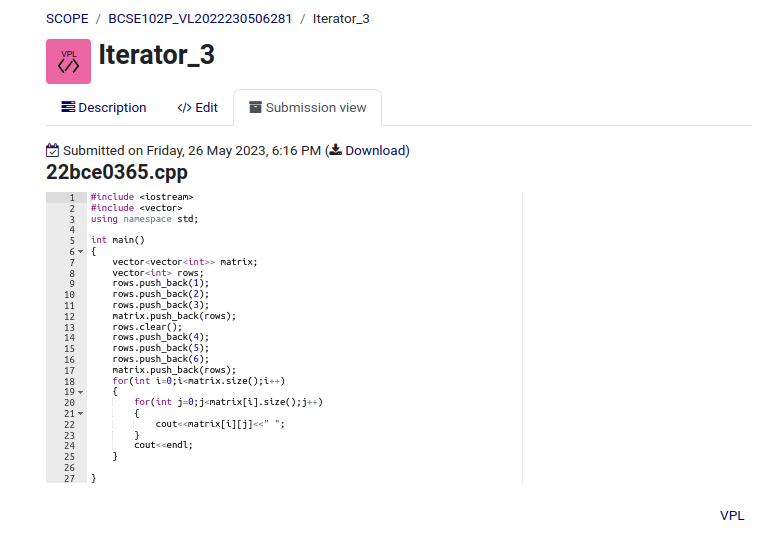 SCOPE / BCSE102P_VL2022230506281 / Iterator_3
VPL
Iterator_3
Description
</> Edit
Submission view
Submitted on Friday, 26 May 2023, 6:16 PM (Download)
22bce0365.cpp
1 #include <iostream>
2 #include <vector>
3 using namespace std;
4
5 int main()
6 {
7     vector<vector<int>> matrix;
8     vector<int> rows;
9     rows.push_back(1);
10     rows.push_back(2);
11     rows.push_back(3);
12     matrix.push_back(rows);
13     rows.clear();
14     rows.push_back(4);
15     rows.push_back(5);
16     rows.push_back(6);
17     matrix.push_back(rows);
18     for(int i=0;i<matrix.size();i++)
19     {
20         for(int j=0;j<matrix[i].size();j++)
21         {
22             cout<<matrix[i][j]<<" ";
23         }
24         cout<<endl;
25     }
26
27 }
VPL